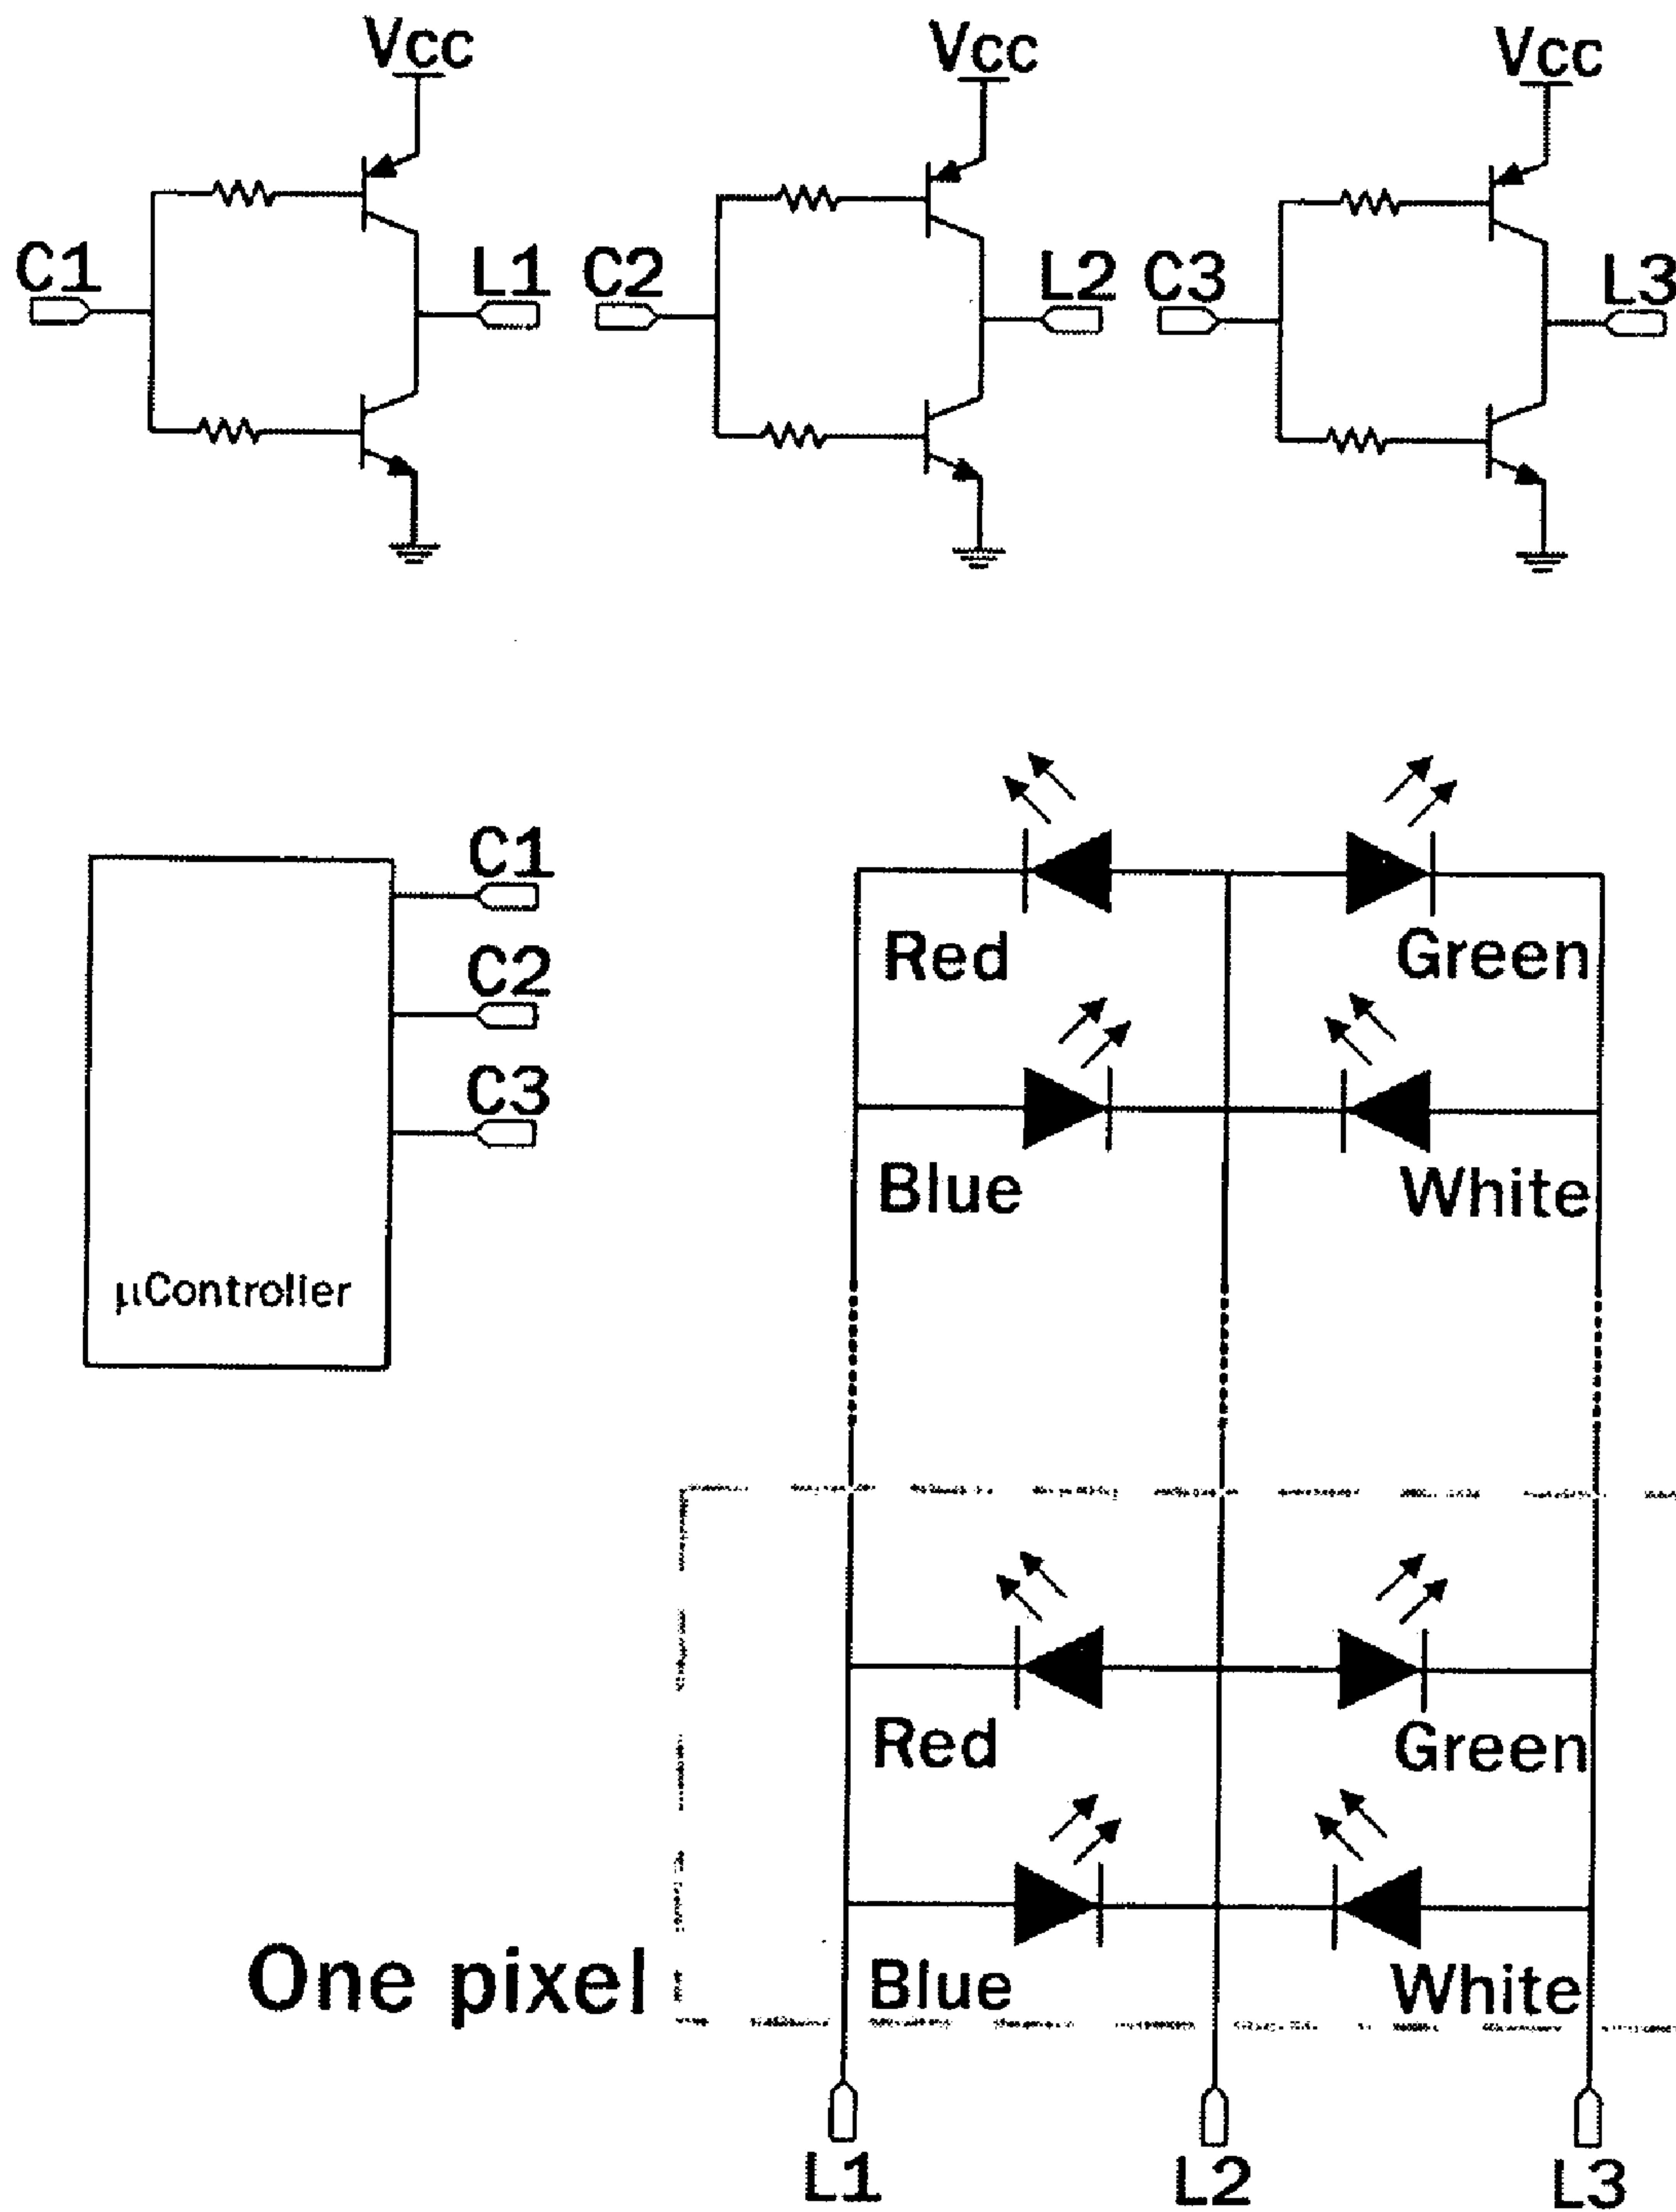 Vcc Vcc Vcc
C1 L1 C2 L2 C3 L3
C1
C2
C3
µController
Red Green
Blue White
Red Green
Blue White
One pixel
L1 L2 L3